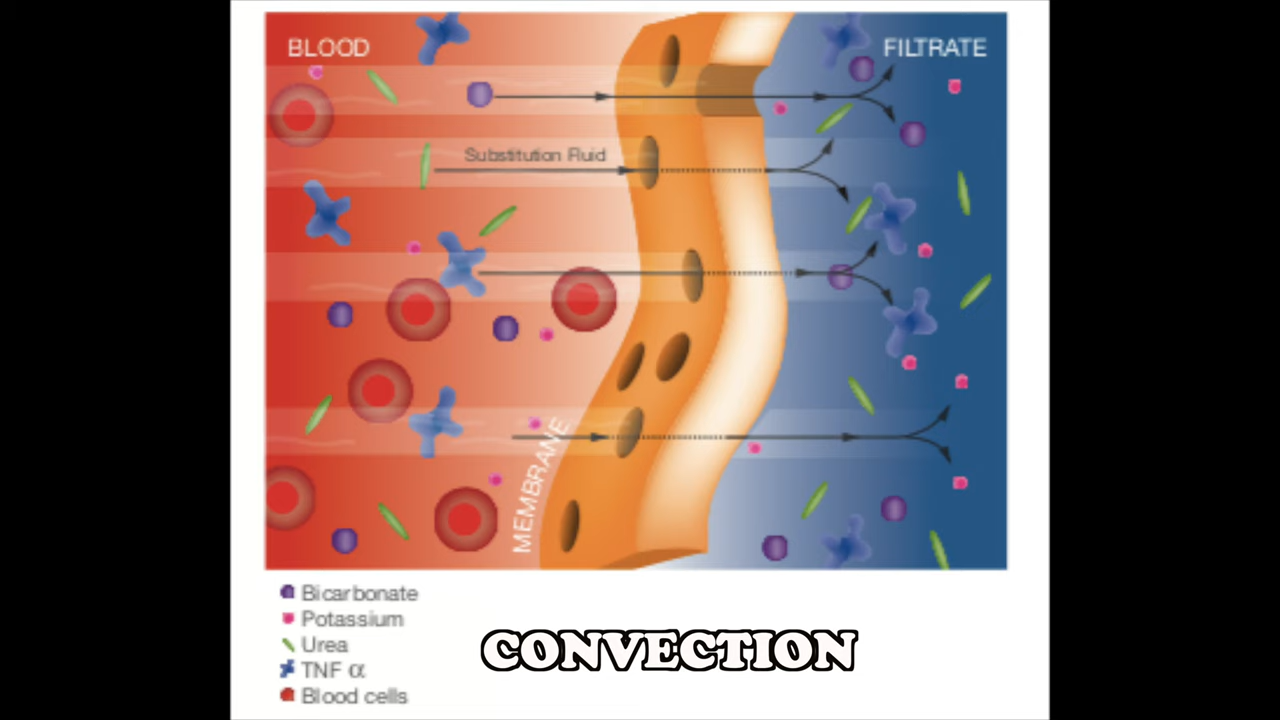 BLOOD
FILTRATE
Substitution Fluid
MEMBRANE
Bicarbonate
Potassium
Urea
TNF α
Blood cells
CONVECTION